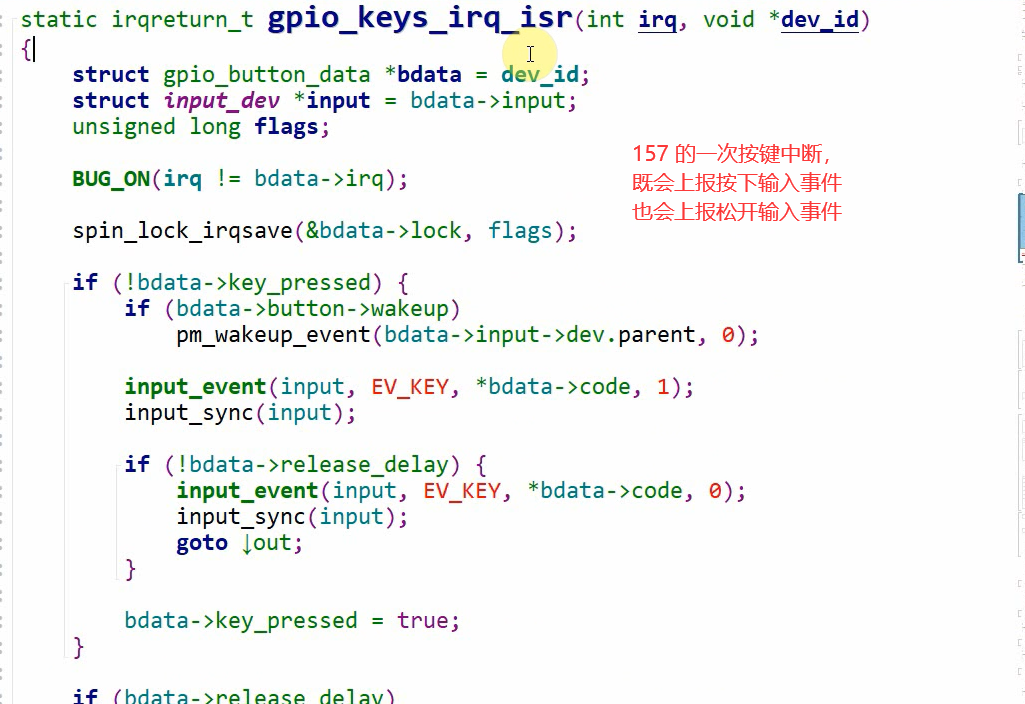 static irqreturn_t gpio_keys_irq_isr(int irq, void *dev_id)
{
struct gpio_button_data *bdata = dev_id;
struct input_dev *input = bdata->input;
unsigned long flags;
BUG_ON(irq != bdata->irq);
157 的一次按键中断，
既会上报按下输入事件
也会上报松开输入事件
spin_lock_irqsave(&bdata->lock, flags);
if (!bdata->key_pressed) {
if (bdata->button->wakeup)
pm_wakeup_event(bdata->input->dev.parent, 0);
input_event(input, EV_KEY, *bdata->code, 1);
input_sync(input);
if (!bdata->release_delay) {
input_event(input, EV_KEY, *bdata->code, 0);
input_sync(input);
goto ↓out;
}
bdata->key_pressed = true;
}
if (bdata->release_delay)